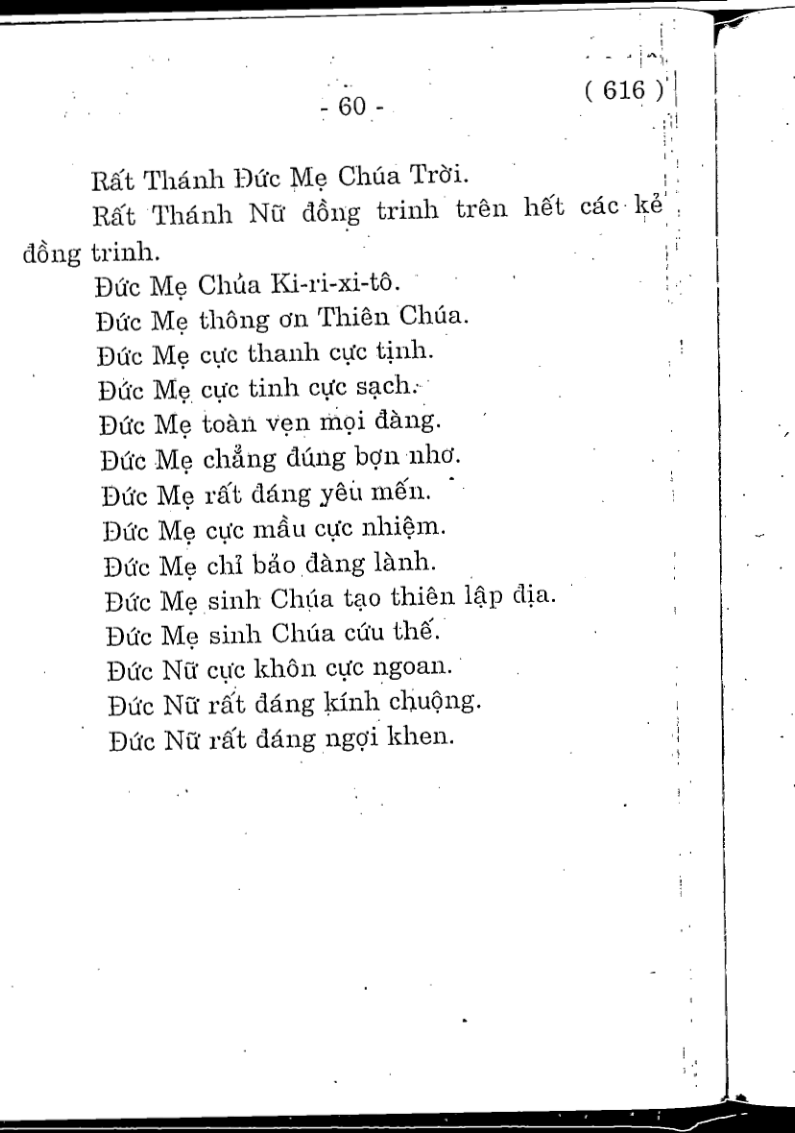 - 60 -
( 616 )
Rất Thánh Đức Mẹ Chúa Trời.
Rất Thánh Nữ đồng trinh trên hết các kẻ
đồng trinh.
Đức Mẹ Chúa Ki-ri-xi-tô.
Đức Mẹ thông ơn Thiên Chúa.
Đức Mẹ cực thanh cực tịnh.
Đức Mẹ cực tinh cực sạch.
Đức Mẹ toàn vẹn mọi đàng.
Đức Mẹ chẳng đúng bợn nhơ.
Đức Mẹ rất đáng yêu mến.
Đức Mẹ cực mầu cực nhiệm.
Đức Mẹ chỉ bảo đàng lành.
Đức Mẹ sinh Chúa tạo thiên lập địa.
Đức Mẹ sinh Chúa cứu thế.
Đức Nữ cực khôn cực ngoan.
Đức Nữ rất đáng kính chuộng.
Đức Nữ rất đáng ngợi khen.